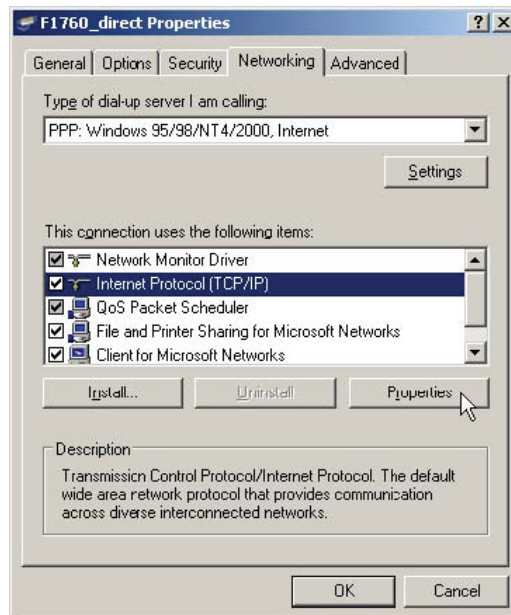 F1760_direct Properties
General Options Security Networking Advanced
Type of dial-up server I am calling:
PPP: Windows 95/98/NT4/2000, Internet
Settings
This connection uses the following items:
Network Monitor Driver
Internet Protocol (TCP/IP)
QoS Packet Scheduler
File and Printer Sharing for Microsoft Networks
Client for Microsoft Networks
Install... Uninstall Properties
Description
Transmission Control Protocol/Internet Protocol. The default
wide area network protocol that provides communication
across diverse interconnected networks.
OK Cancel